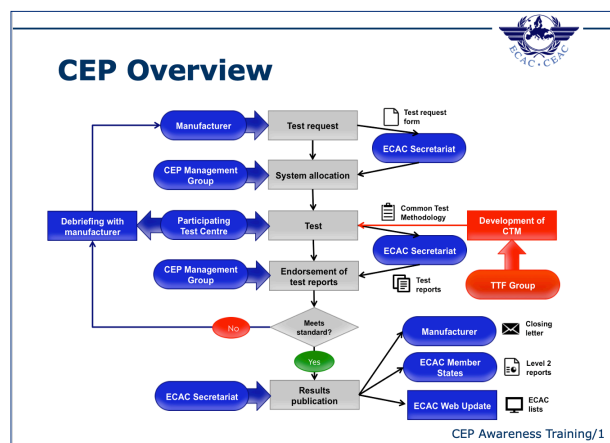 ECAC • CEAC
CEP Overview
Manufacturer
Test request
Test request
form
ECAC Secretariat
CEP Management
Group
System allocation
Debriefing with
manufacturer
Participating
Test Centre
Test
Common Test
Methodology
Development of
CTM
ECAC Secretariat
CEP Management
Group
Endorsement of
test reports
Test
reports
TTF Group
No
Meets
standard?
Yes
Manufacturer
Closing
letter
ECAC Member
States
Level 2
reports
ECAC Secretariat
Results
publication
ECAC Web Update
ECAC
lists
CEP Awareness Training/1